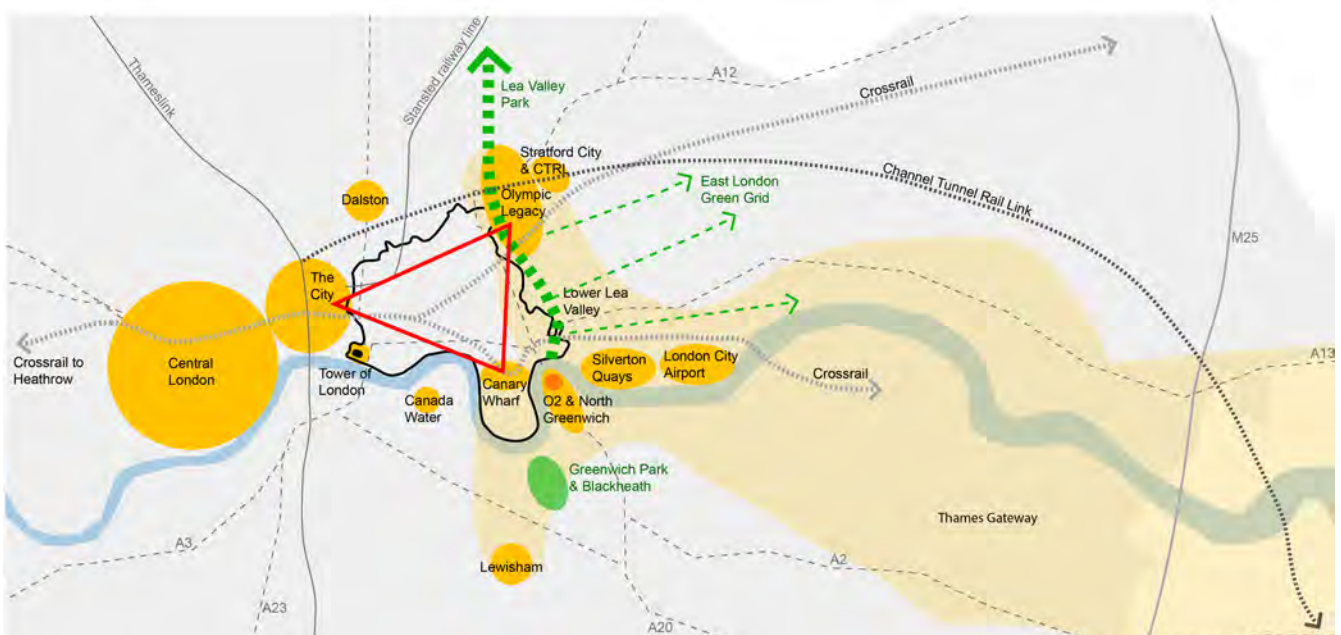 Thameslink
Stansted railway line
A12
Crossrail
Lea Valley
Park
Stratford City
& CTRL
Olympic
Legacy
East London
Green Grid
Channel Tunnel Rail Link
M25
Dalston
The
City
Lower Lea
Valley
Crossrail to
Heathrow
Central
London
Tower of
London
Canada
Water
Canary
Wharf
O2 & North
Greenwich
Silverton
Quays
London City
Airport
Crossrail
A13
Greenwich Park
& Blackheath
Thames Gateway
A3
A2
Lewisham
A23
A20